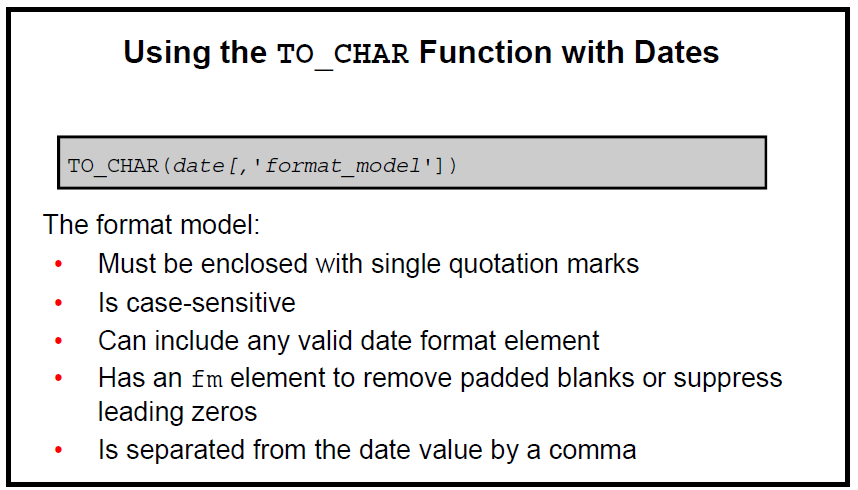 Using the TO_CHAR Function with Dates
TO_CHAR(date[,'format_model'])
The format model:
• Must be enclosed with single quotation marks
• Is case-sensitive
• Can include any valid date format element
• Has an fm element to remove padded blanks or suppress
leading zeros
• Is separated from the date value by a comma